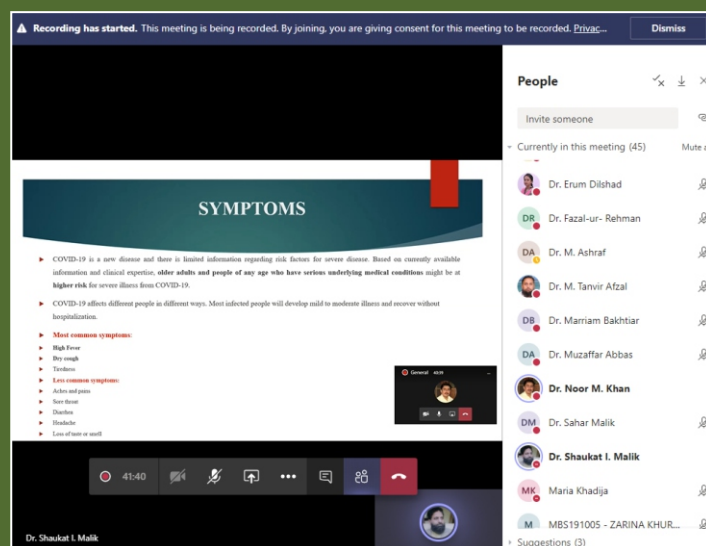 Recording has started. This meeting is being recorded. By joining, you are giving consent for this meeting to be recorded. Privac...
Dismiss
SYMPTOMS
COVID-19 is a new disease and there is limited information regarding risk factors for severe disease. Based on currently available
information and clinical expertise, older adults and people of any age who have serious underlying medical conditions might be at
higher risk for severe illness from COVID-19.
COVID-19 affects different people in different ways. Most infected people will develop mild to moderate illness and recover without
hospitalization.
Most common symptoms:
High Fever
Dry cough
Tiredness
Less common symptoms:
Aches and pains
Sore throat
Diarrhea
Headache
Loss of taste or smell
General
41:40
Dr. Shaukat I. Malik
People
Invite someone
Currently in this meeting (45)
Mute a
Dr. Erum Dilshad
DR Dr. Fazal-ur- Rehman
DA Dr. M. Ashraf
Dr. M. Tanvir Afzal
DB Dr. Marriam Bakhtiar
DA Dr. Muzaffar Abbas
Dr. Noor M. Khan
DM Dr. Sahar Malik
Dr. Shaukat I. Malik
MK Maria Khadija
M MBS191005 - ZARINA KHUR...
Suggestions (3)